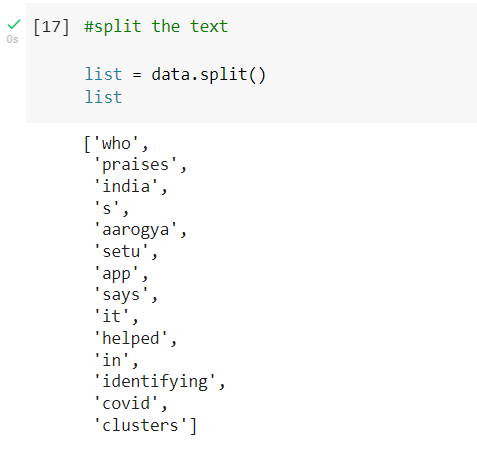 [17] #split the text
0s
list = data.split()
list
['who',
'praises',
'india',
's',
'aarogya',
'setu',
'app',
'says',
'it',
'helped',
'in',
'identifying',
'covid',
'clusters']